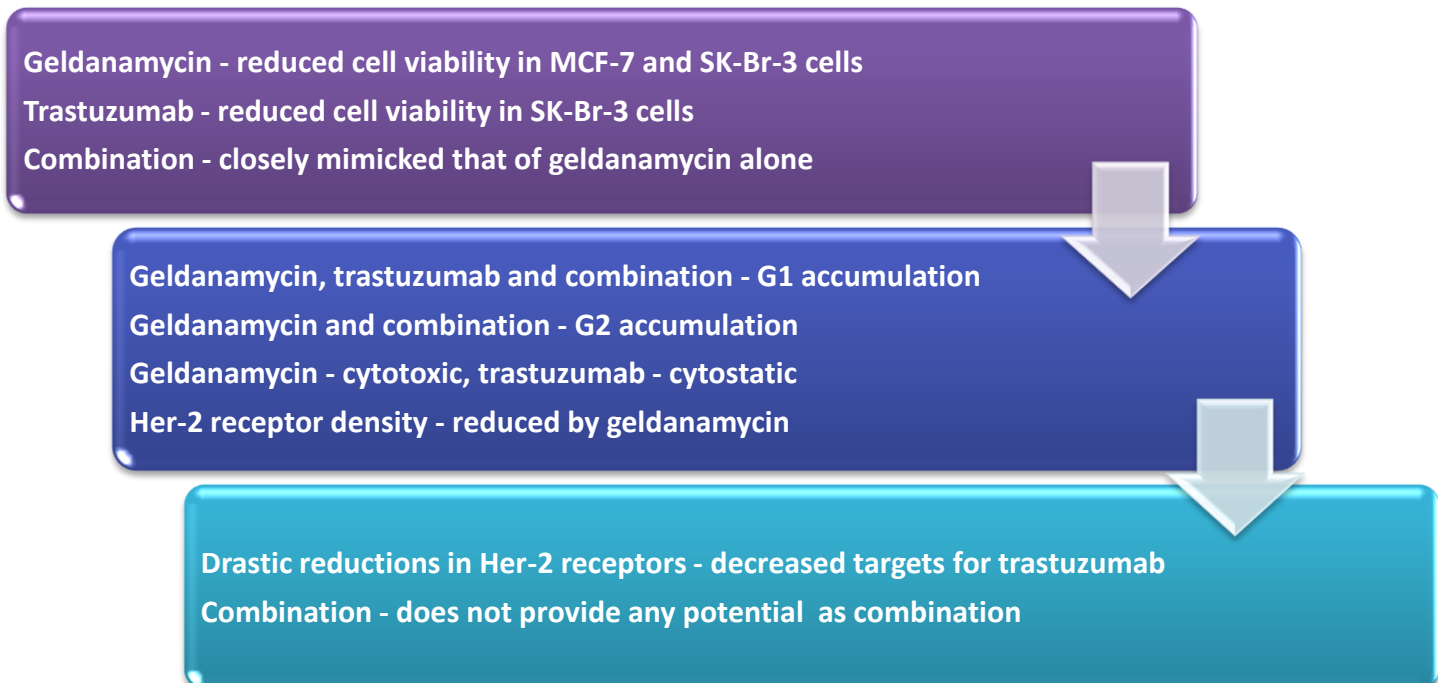 Geldanamycin - reduced cell viability in MCF-7 and SK-Br-3 cells
Trastuzumab - reduced cell viability in SK-Br-3 cells
Combination - closely mimicked that of geldanamycin alone
Geldanamycin, trastuzumab and combination - G1 accumulation
Geldanamycin and combination - G2 accumulation
Geldanamycin - cytotoxic, trastuzumab - cytostatic
Her-2 receptor density - reduced by geldanamycin
Drastic reductions in Her-2 receptors - decreased targets for trastuzumab
Combination - does not provide any potential  as combination